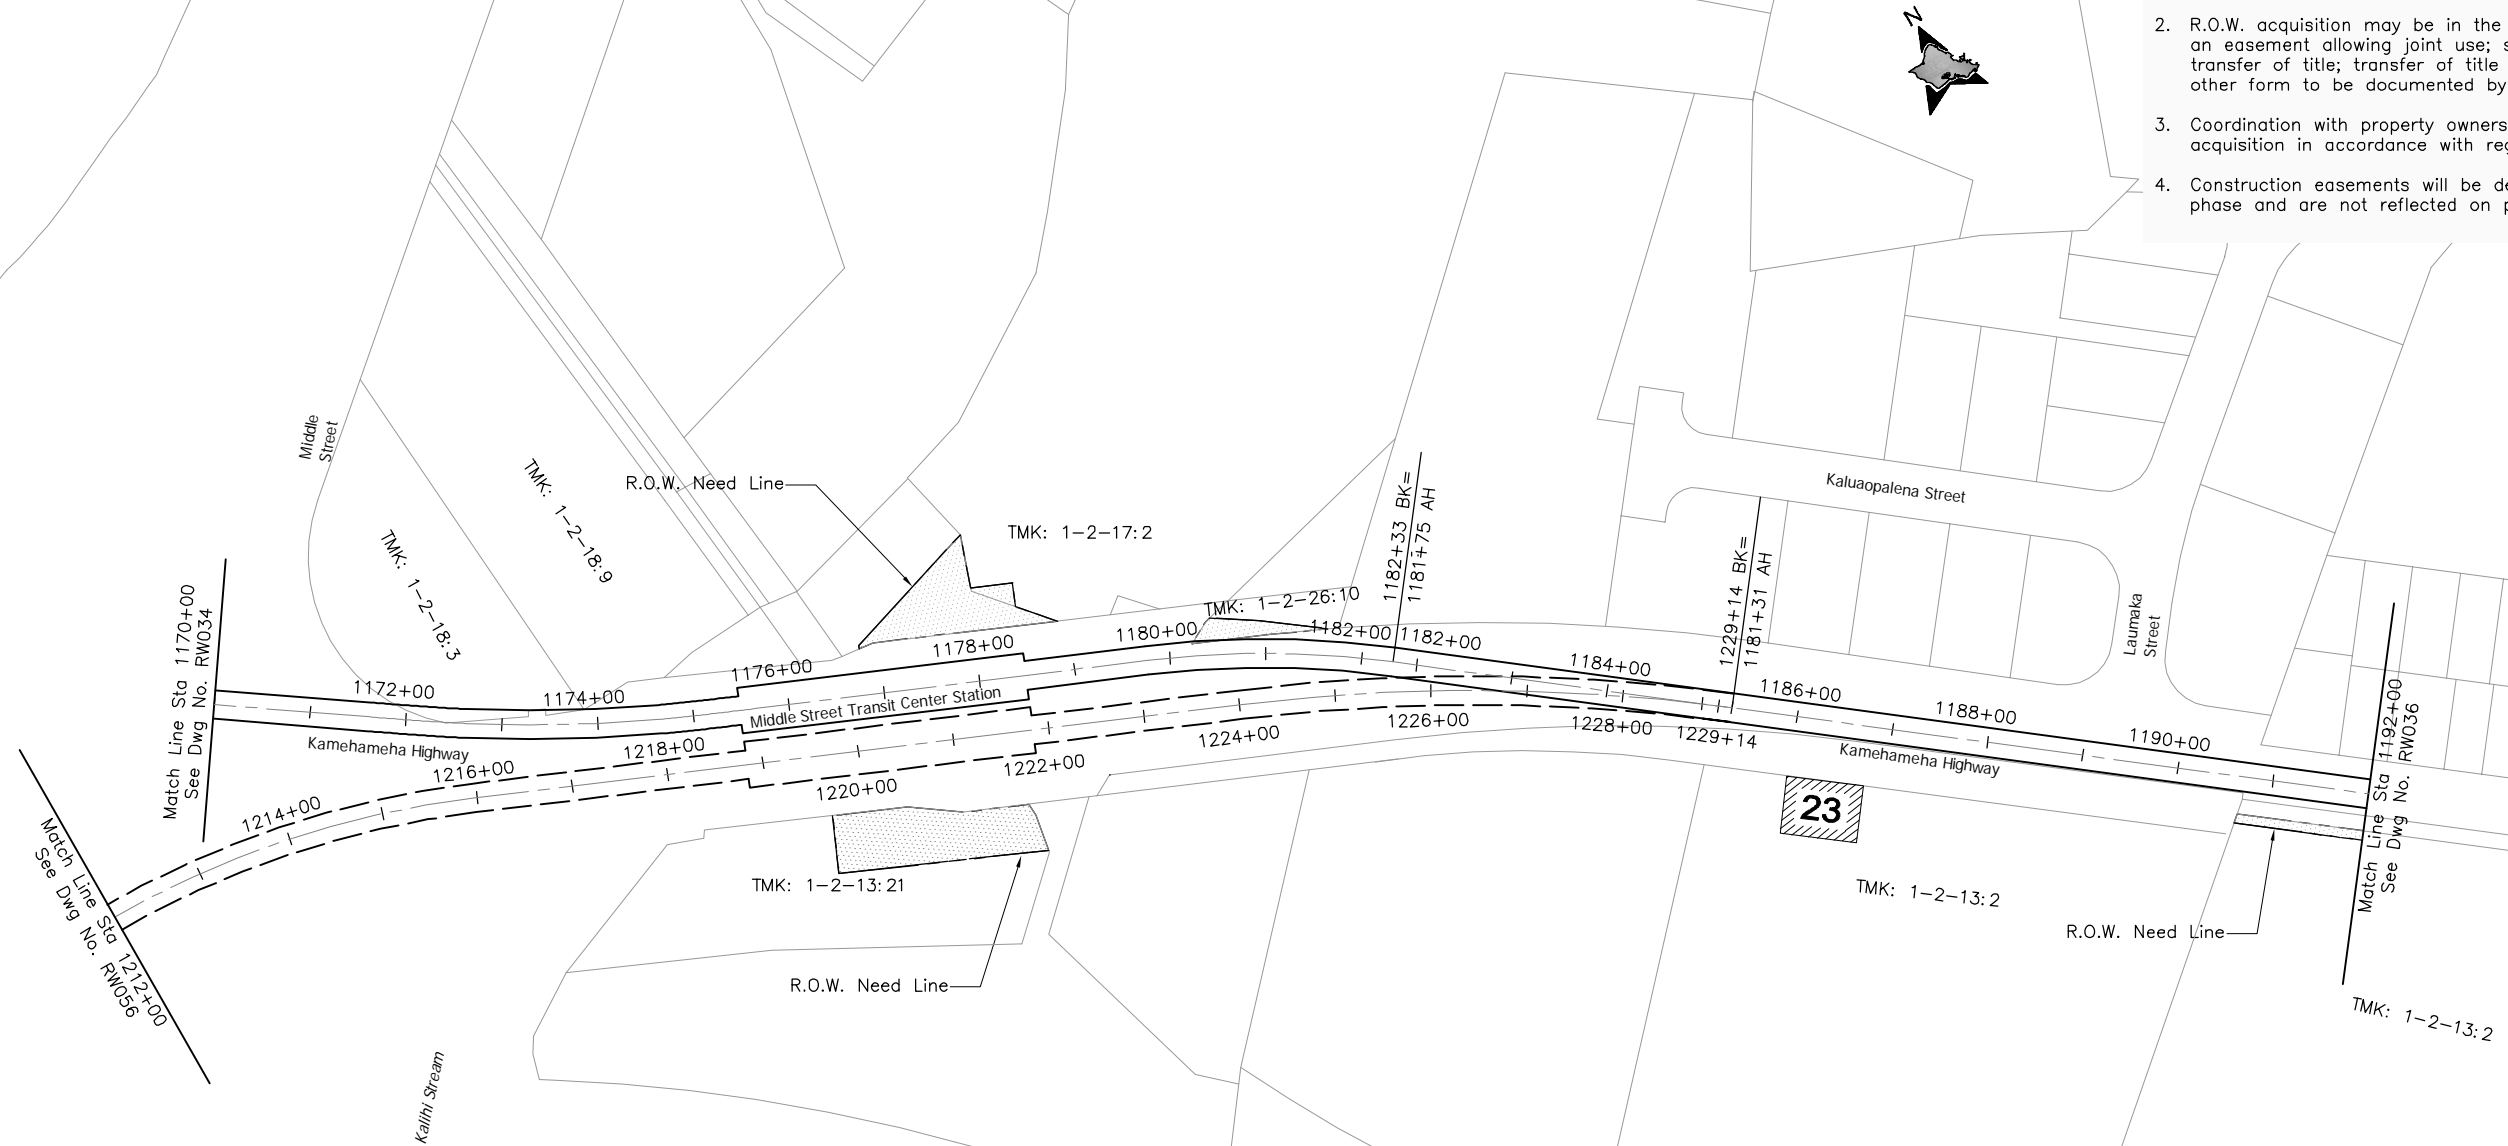 N
2. R.O.W. acquisition may be in the
an easement allowing joint use;
transfer of title; transfer of title
other form to be documented by
3. Coordination with property owners
acquisition in accordance with
4. Construction easements will be
phase and are not reflected on
Middle
Street
TMK: 1-2-18:9
TMK: 1-2-18:3
R.O.W. Need Line
TMK: 1-2-17:2
TMK: 1-2-26:10
1182+33 BK=
1181+75 AH
Kaluaopalena Street
1229+14 BK=
1181+31 AH
Laumaka
Street
Match Line Sta 1170+00
See Dwg No. RW034
1172+00
1174+00
1176+00
1178+00
1180+00
1182+00
1182+00
1184+00
1186+00
1188+00
1190+00
Middle Street Transit Center Station
Kamehameha Highway
1214+00
1216+00
1218+00
1220+00
1222+00
1224+00
1226+00
1228+00
1229+14
Kamehameha Highway
Match Line Sta 1192+00
See Dwg No. RW036
Match Line Sta 1212+00
See Dwg No. RW056
23
TMK: 1-2-13:21
TMK: 1-2-13:2
R.O.W. Need Line
R.O.W. Need Line
TMK: 1-2-13:2
Kalihi Stream